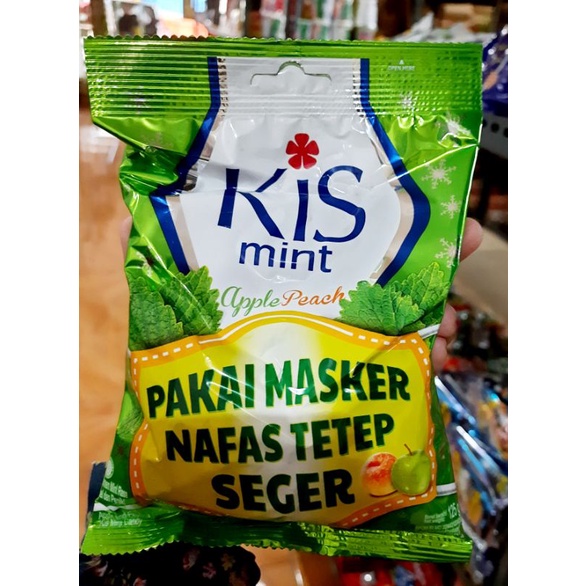 KiS
mint
Apple Peach
PAKAI MASKER
NAFAS TETEP
SEGER